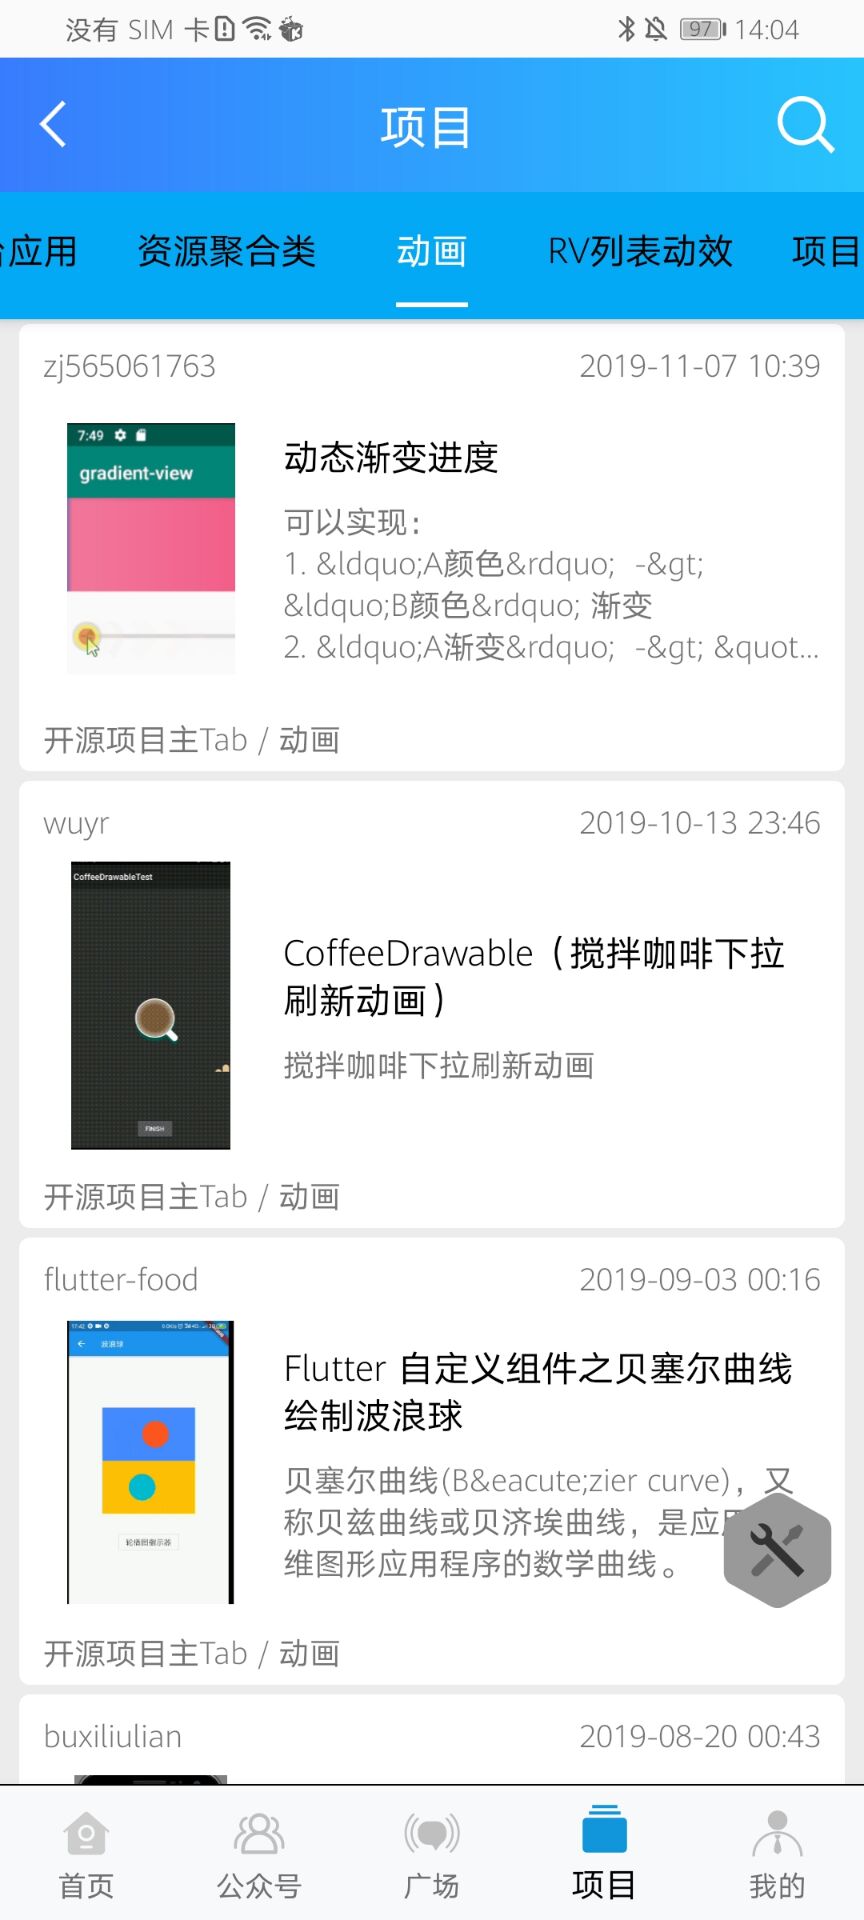 没有 SIM 卡
97
14:04
项目
台应用
资源聚合类
动画
RV列表动效
项目
zj565061763
2019-11-07 10:39
7:49
gradient-view
动态渐变进度
可以实现：
1. &ldquo;A颜色&rdquo;  -&gt;
&ldquo;B颜色&rdquo; 渐变
2. &ldquo;A渐变&rdquo;  -&gt; &quot...
开源项目主Tab / 动画
wuyr
2019-10-13 23:46
CoffeeDrawableTest
FINISH
CoffeeDrawable（搅拌咖啡下拉
刷新动画）
搅拌咖啡下拉刷新动画
开源项目主Tab / 动画
flutter-food
2019-09-03 00:16
17:42
波浪球
轮播图指示器
Flutter 自定义组件之贝塞尔曲线
绘制波浪球
贝塞尔曲线(B&eacute;zier curve)，又
称贝兹曲线或贝济埃曲线，是应
维图形应用程序的数学曲线。
开源项目主Tab / 动画
buxiliulian
2019-08-20 00:43
首页
公众号
广场
项目
我的